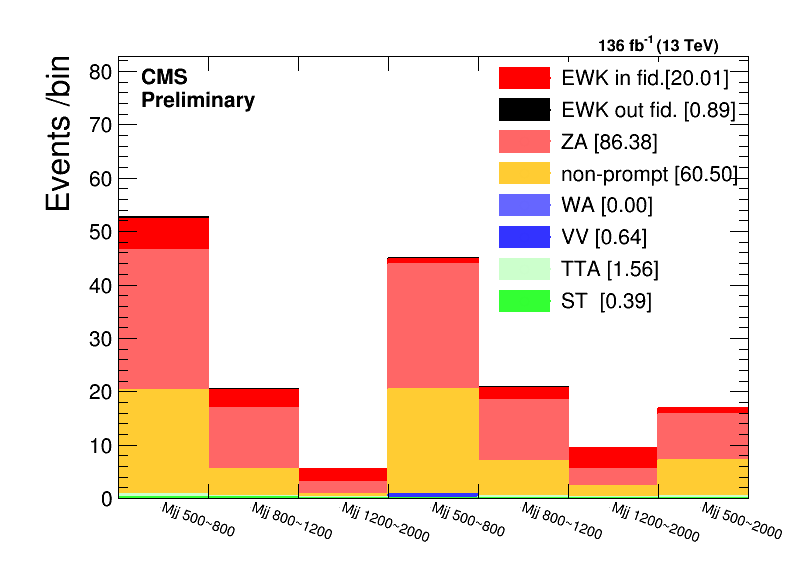 136 fb-1 (13 TeV)
CMS
Preliminary
Events /bin
80
70
60
50
40
30
20
10
0
EWK in fid.[20.01]
EWK out fid. [0.89]
ZA [86.38]
non-prompt [60.50]
WA [0.00]
VV [0.64]
TTA [1.56]
ST [0.39]
Mjj 500~800
Mjj 800~1200
Mjj 1200~2000
Mjj 500~800
Mjj 800~1200
Mjj 1200~2000
Mjj 500~2000